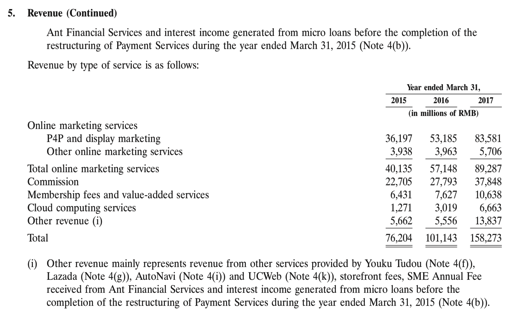 5. Revenue (Continued)
Ant Financial Services and interest income generated from micro loans before the completion of the
restructuring of Payment Services during the year ended March 31, 2015 (Note 4(b)).
Revenue by type of service is as follows:
Year ended March 31,
2015 2016 2017
(in millions of RMB)
Online marketing services
P4P and display marketing 36,197 53,185 83,581
Other online marketing services 3,938 3,963 5,706
Total online marketing services 40,135 57,148 89,287
Commission 22,705 27,793 37,848
Membership fees and value-added services 6,431 7,627 10,638
Cloud computing services 1,271 3,019 6,663
Other revenue (i) 5,662 5,556 13,837
Total 76,204 101,143 158,273
(i) Other revenue mainly represents revenue from other services provided by Youku Tudou (Note 4(f)),
Lazada (Note 4(g)), AutoNavi (Note 4(i)) and UCWeb (Note 4(k)), storefront fees, SME Annual Fee
received from Ant Financial Services and interest income generated from micro loans before the
completion of the restructuring of Payment Services during the year ended March 31, 2015 (Note 4(b)).